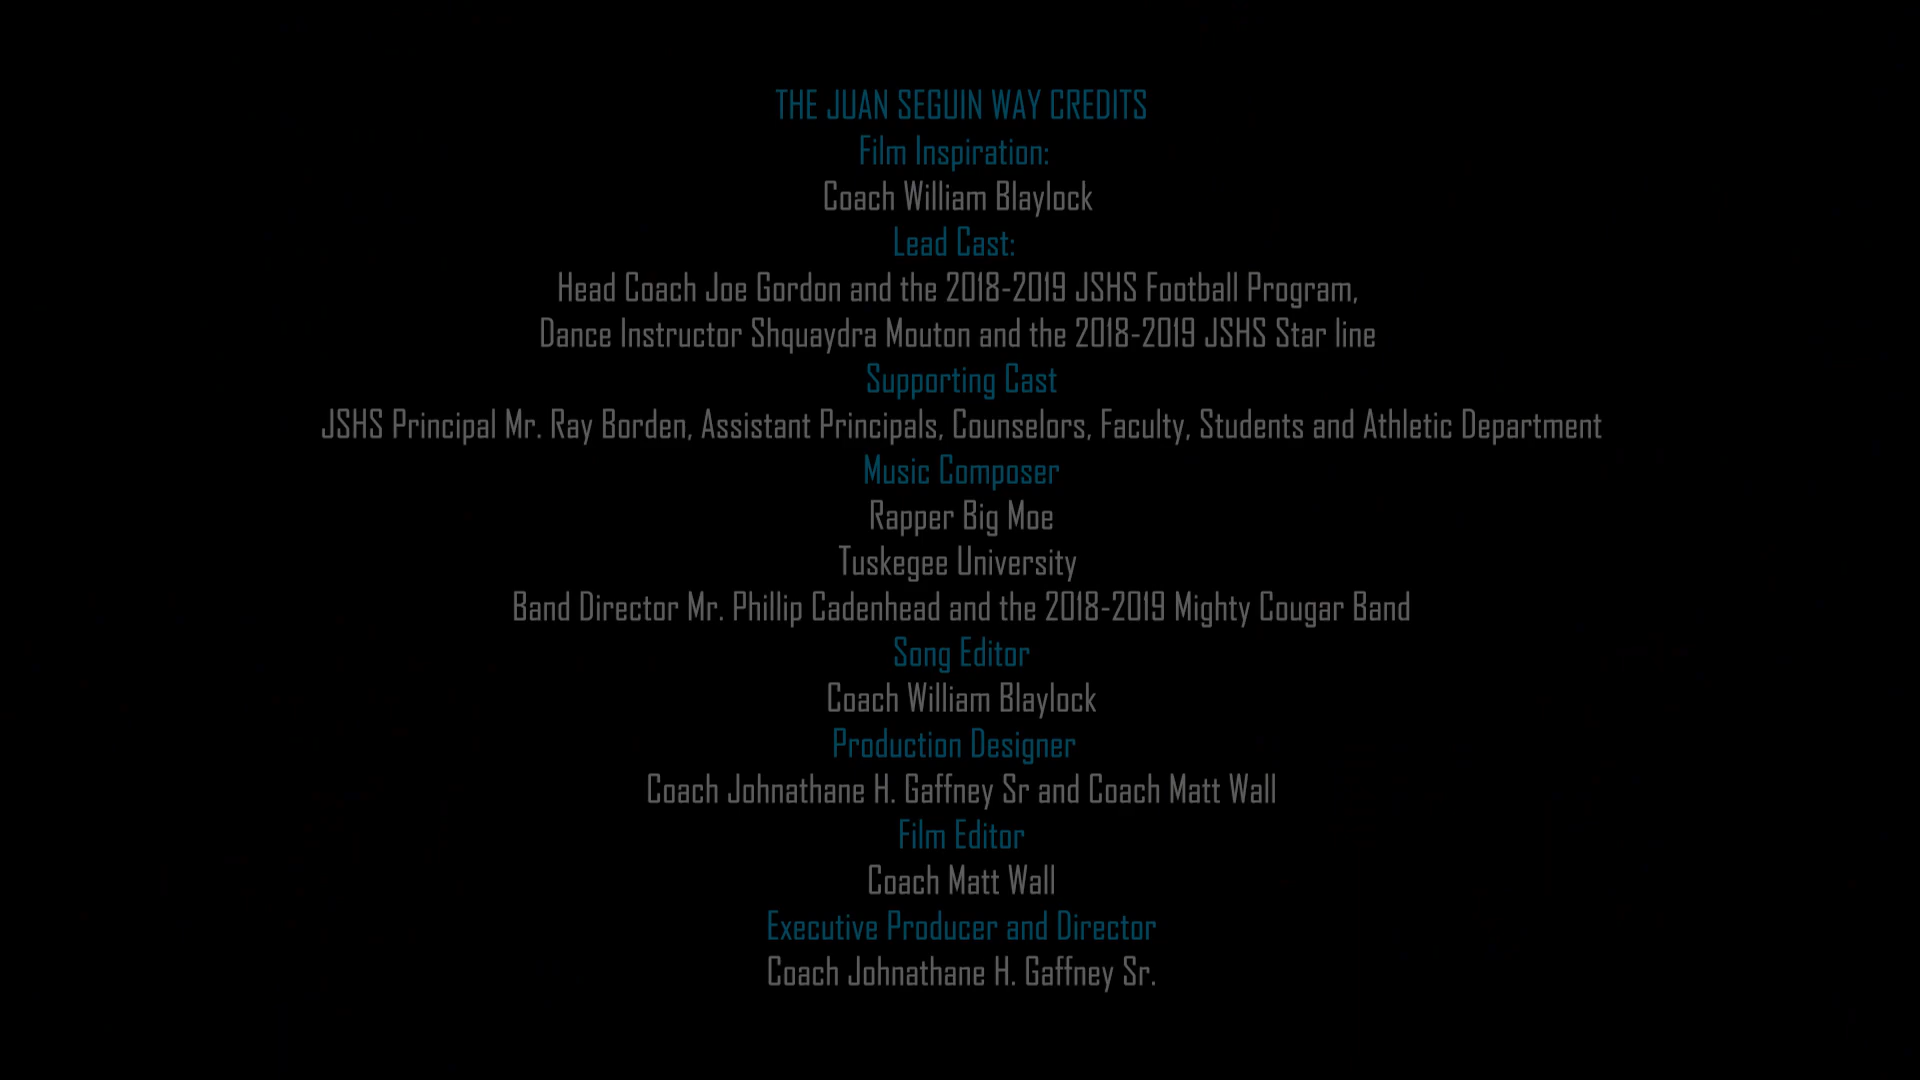 THE JUAN SEGUIN WAY CREDITS
Film Inspiration:
Coach William Blaylock
Lead Cast:
Head Coach Joe Gordon and the 2018-2019 JSHS Football Program,
Dance Instructor Shquaydra Mouton and the 2018-2019 JSHS Star line
Supporting Cast
JSHS Principal Mr. Ray Borden, Assistant Principals, Counselors, Faculty, Students and Athletic Department
Music Composer
Rapper Big Moe
Tuskegee University
Band Director Mr. Phillip Cadenhead and the 2018-2019 Mighty Cougar Band
Song Editor
Coach William Blaylock
Production Designer
Coach Johnathane H. Gaffney Sr and Coach Matt Wall
Film Editor
Coach Matt Wall
Executive Producer and Director
Coach Johnathane H. Gaffney Sr.